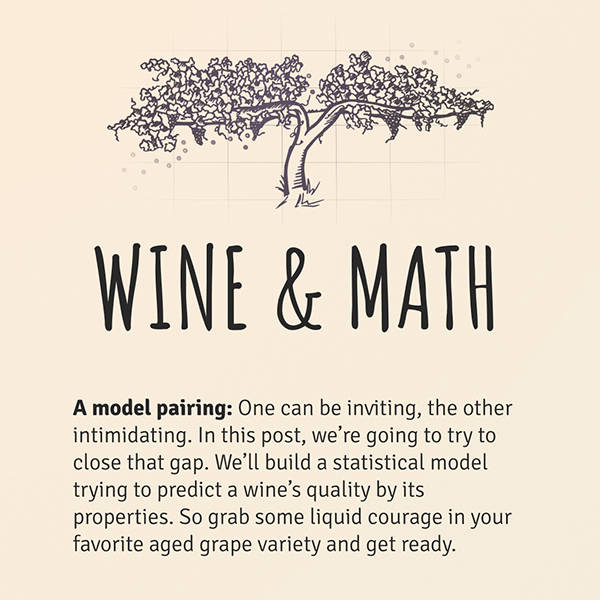 WINE & MATH
A model pairing: One can be inviting, the other
intimidating. In this post, we’re going to try to
close that gap. We’ll build a statistical model
trying to predict a wine’s quality by its
properties. So grab some liquid courage in your
favorite aged grape variety and get ready.